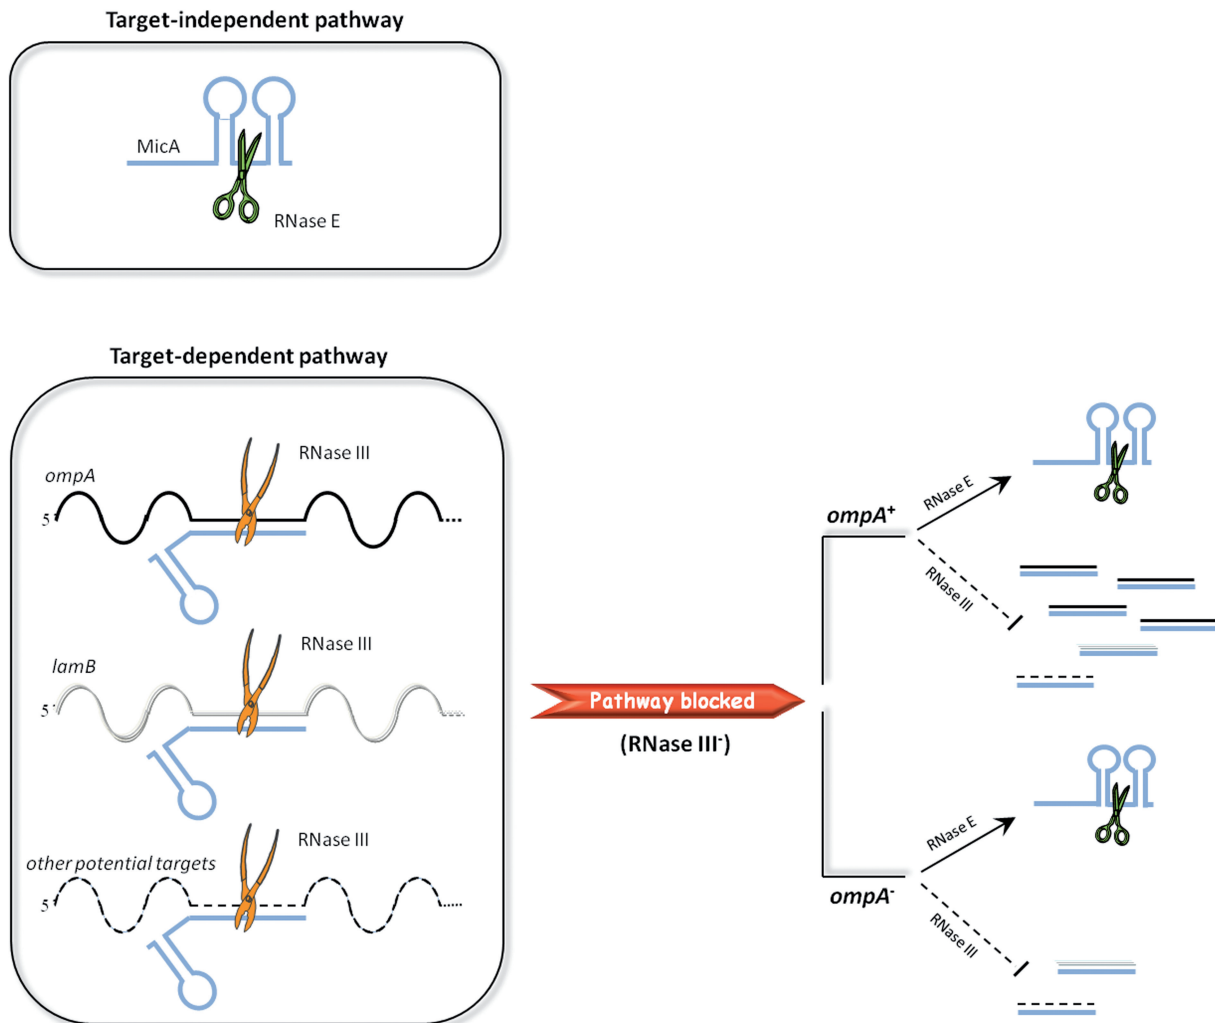 Target-independent pathway
MicA
RNase E
Target-dependent pathway
RNase III
ompA
5'
RNase III
lamB
5'
RNase III
other potential targets
5'
Pathway blocked
(RNase III⁻)
ompA⁺
RNase E
RNase III
ompA⁻
RNase E
RNase III